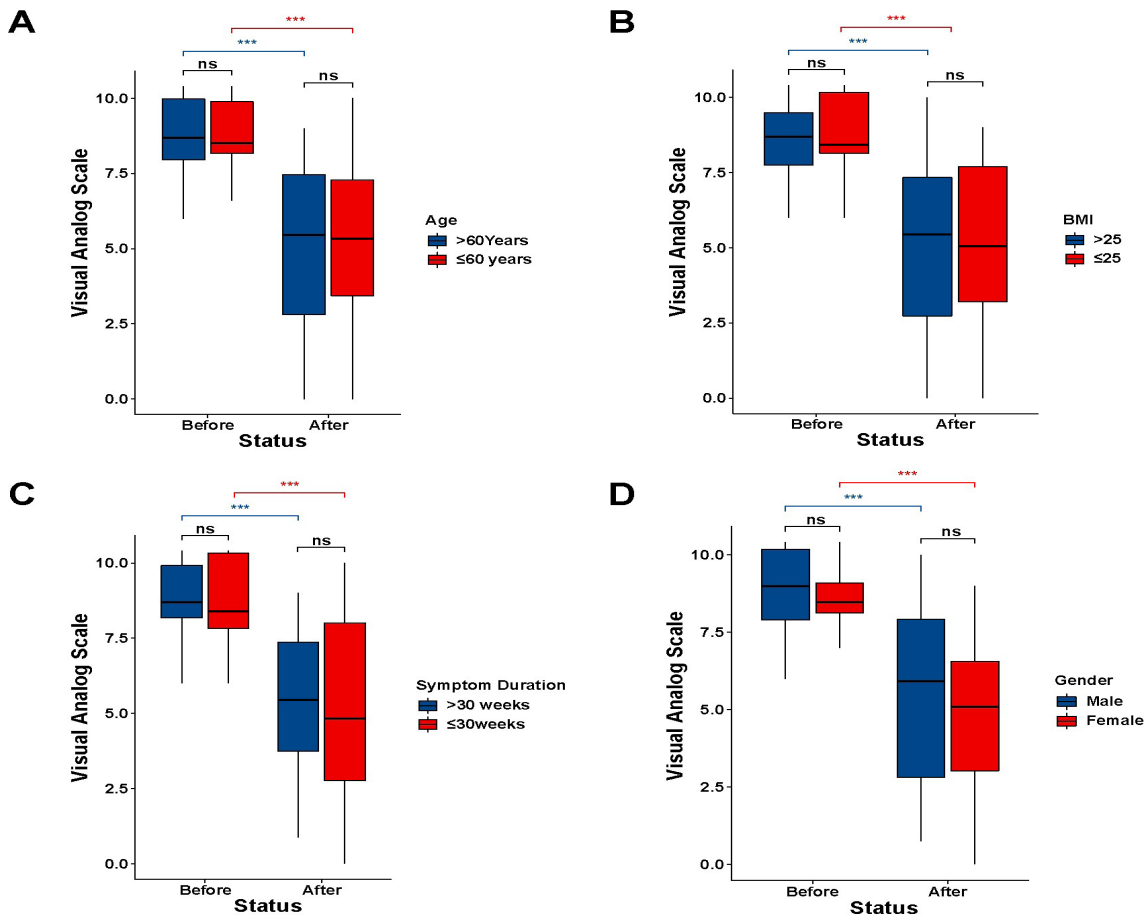 A
***
***
ns
ns
10.0
7.5
5.0
2.5
0.0
Visual Analog Scale
Before
After
Status
Age
>60Years
≤60 years
B
***
***
ns
ns
10.0
7.5
5.0
2.5
0.0
Visual Analog Scale
Before
After
Status
BMI
>25
≤25
C
***
***
ns
ns
10.0
7.5
5.0
2.5
0.0
Visual Analog Scale
Before
After
Status
Symptom Duration
>30 weeks
≤30weeks
D
***
***
ns
ns
10.0
7.5
5.0
2.5
0.0
Visual Analog Scale
Before
After
Status
Gender
Male
Female